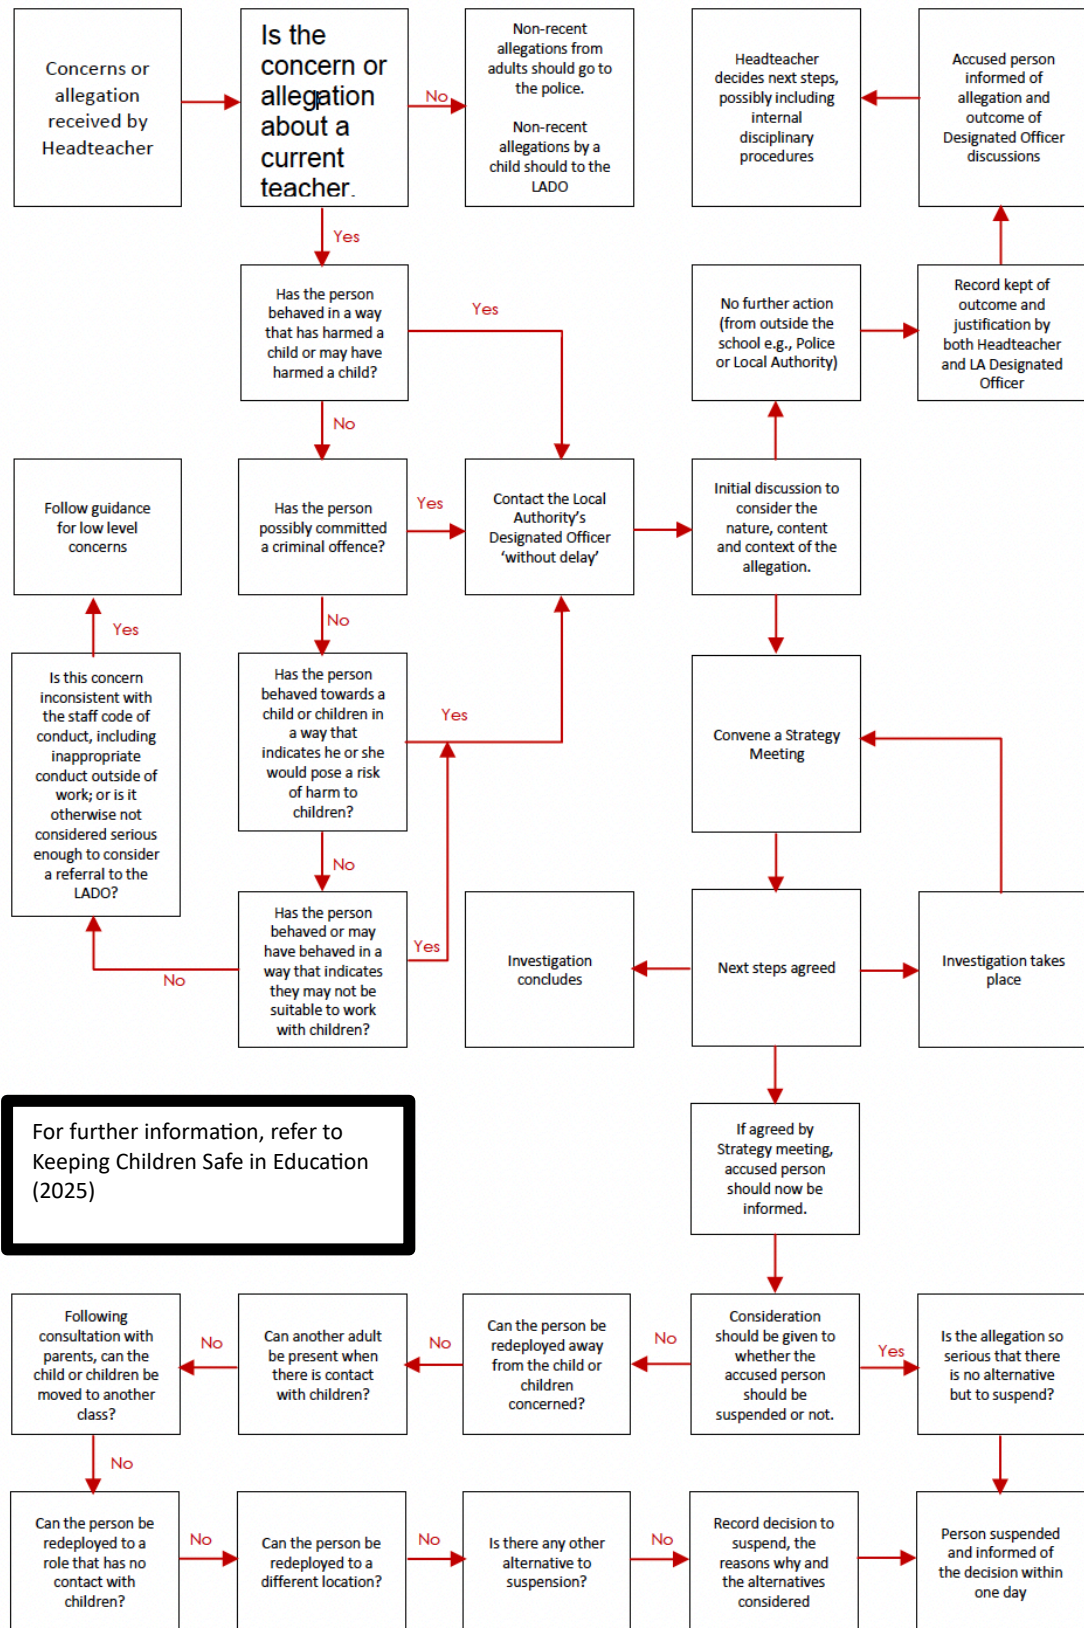 Concerns or
allegation
received by
Headteacher
Is the
concern or
allegation
about a
current
teacher.
No
Non-recent
allegations from
adults should go to
the police.
Non-recent
allegations by a
child should to the
LADO
Headteacher
decides next steps,
possibly including
internal
disciplinary
procedures
Accused person
informed of
allegation and
outcome of
Designated Officer
discussions
Yes
Has the person
behaved in a way
that has harmed a
child or may have
harmed a child?
Yes
No further action
(from outside the
school e.g., Police
or Local Authority)
Record kept of
outcome and
justification by
both Headteacher
and LA Designated
Officer
No
Follow guidance
for low level
concerns
Has the person
possibly committed
a criminal offence?
Yes
Contact the Local
Authority's
Designated Officer
‘without delay’
Initial discussion to
consider the
nature, content
and context of the
allegation.
Yes
No
Is this concern
inconsistent with
the staff code of
conduct, including
inappropriate
conduct outside of
work; or is it
otherwise not
considered serious
enough to consider
a referral to the
LADO?
Has the person
behaved towards a
child or children in
a way that
indicates he or she
would pose a risk
of harm to
children?
Yes
Convene a Strategy
Meeting
No
No
Has the person
behaved or may
have behaved in a
way that indicates
they may not be
suitable to work
with children?
Yes
Investigation
concludes
Next steps agreed
Investigation takes
place
For further information, refer to
Keeping Children Safe in Education
(2025)
If agreed by
Strategy meeting,
accused person
should now be
informed.
Following
consultation with
parents, can the
child or children be
moved to another
class?
No
Can another adult
be present when
there is contact
with children?
No
Can the person be
redeployed away
from the child or
children
concerned?
No
Consideration
should be given to
whether the
accused person
should be
suspended or not.
Yes
Is the allegation so
serious that there
is no alternative
but to suspend?
No
Can the person be
redeployed to a
role that has no
contact with
children?
No
Can the person be
redeployed to a
different location?
No
Is there any other
alternative to
suspension?
No
Record decision to
suspend, the
reasons why and
the alternatives
considered
Person suspended
and informed of
the decision within
one day